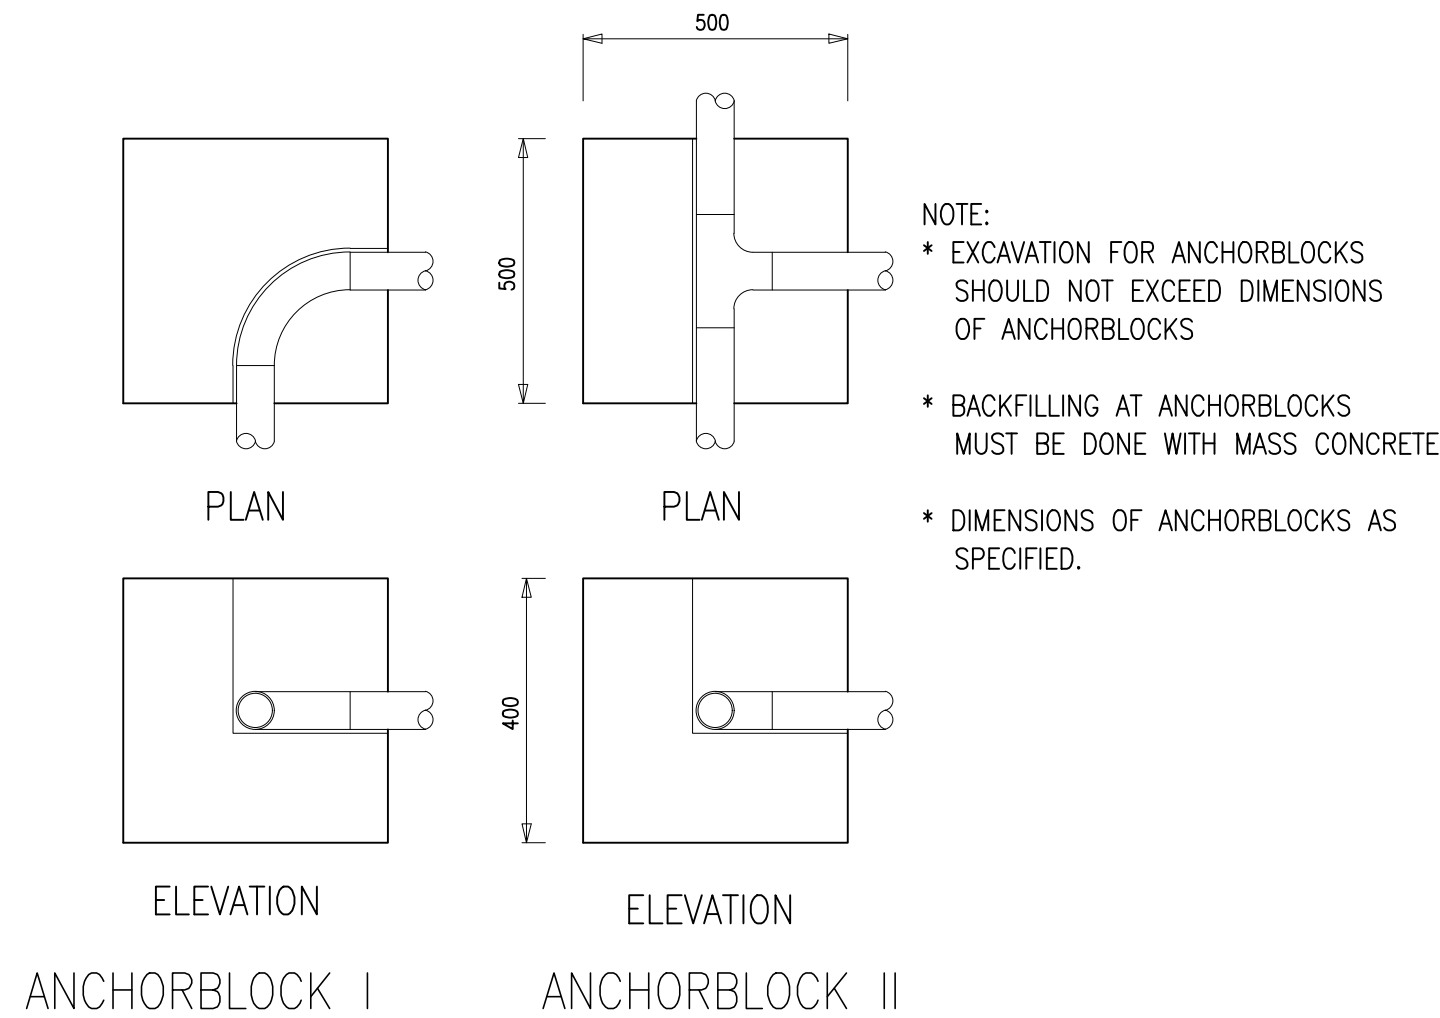 500
500
NOTE:
* EXCAVATION FOR ANCHORBLOCKS
SHOULD NOT EXCEED DIMENSIONS
OF ANCHORBLOCKS
* BACKFILLING AT ANCHORBLOCKS
MUST BE DONE WITH MASS CONCRETE
* DIMENSIONS OF ANCHORBLOCKS AS
SPECIFIED.
PLAN
PLAN
400
ELEVATION
ELEVATION
ANCHORBLOCK I
ANCHORBLOCK II